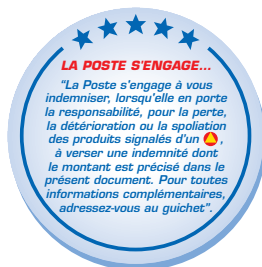 LA POSTE S'ENGAGE...
“La Poste s'engage à vous
indemniser, lorsqu'elle en porte
la responsabilité, pour la perte,
la détérioration ou la spoliation
des produits signalés d'un ,
à verser une indemnité dont
le montant est précisé dans le
présent document. Pour toutes
informations complémentaires,
adressez-vous au guichet”.